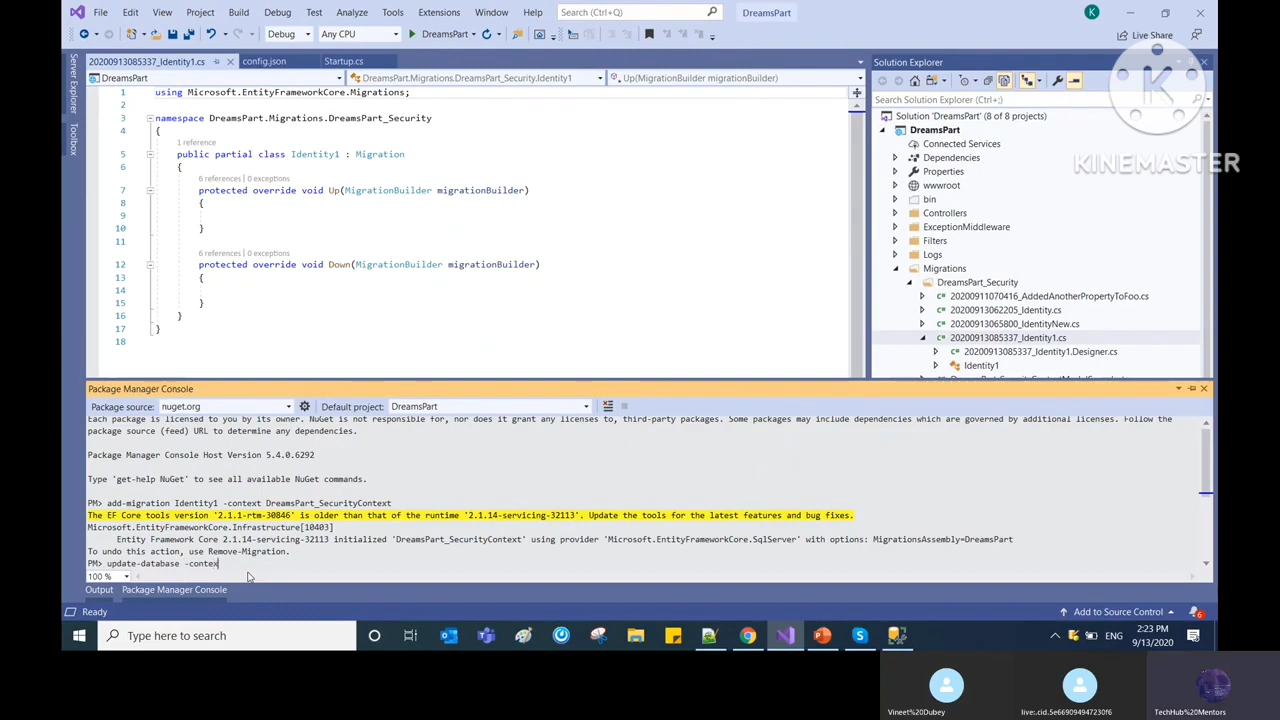 File Edit View Project Build Debug Test Analyze Tools Extensions Window Help Search (Ctrl+Q) DreamsPart K
Debug Any CPU DreamsPart Live Share
Server Explorer
Toolbox
20200913085337_Identity1.cs config.json Startup.cs
DreamsPart DreamsPart.Migrations.DreamsPart_Security.Identity1 Up(MigrationBuilder migrationBuilder)
1 using Microsoft.EntityFrameworkCore.Migrations;
2
3 namespace DreamsPart.Migrations.DreamsPart_Security
4 {
1 reference
5 public partial class Identity1 : Migration
6 {
6 references | 0 exceptions
7 protected override void Up(MigrationBuilder migrationBuilder)
8 {
9
10 }
11
6 references | 0 exceptions
12 protected override void Down(MigrationBuilder migrationBuilder)
13 {
14
15 }
16 }
17 }
18
Solution Explorer
Search Solution Explorer (Ctrl+;)
Solution 'DreamsPart' (8 of 8 projects)
DreamsPart
Connected Services
Dependencies
Properties
wwwroot
bin
Controllers
ExceptionMiddleware
Filters
Logs
Migrations
DreamsPart_Security
20200911070416_AddedAnotherPropertyToFoo.cs
20200913062205_Identity.cs
20200913065800_IdentityNew.cs
20200913085337_Identity1.cs
20200913085337_Identity1.Designer.cs
Identity1
K
KINEMASTER
Package Manager Console
Package source: nuget.org Default project: DreamsPart
Each package is licensed to you by its owner. NuGet is not responsible for, nor does it grant any licenses to, third-party packages. Some packages may include dependencies which are governed by additional licenses. Follow the
package source (feed) URL to determine any dependencies.
Package Manager Console Host Version 5.4.0.6292
Type 'get-help NuGet' to see all available NuGet commands.
PM> add-migration Identity1 -context DreamsPart_SecurityContext
The EF Core tools version '2.1.1-rtm-30846' is older than that of the runtime '2.1.14-servicing-32113'. Update the tools for the latest features and bug fixes.
Microsoft.EntityFrameworkCore.Infrastructure[10403]
Entity Framework Core 2.1.14-servicing-32113 initialized 'DreamsPart_SecurityContext' using provider 'Microsoft.EntityFrameworkCore.SqlServer' with options: MigrationsAssembly=DreamsPart
To undo this action, use Remove-Migration.
PM> update-database -contex
100 %
Output Package Manager Console
Ready Add to Source Control 6
Type here to search ENG 2:23 PM
9/13/2020
Vineet%20Dubey live:.cid.5e669094947230f6 TechHub%20Mentors